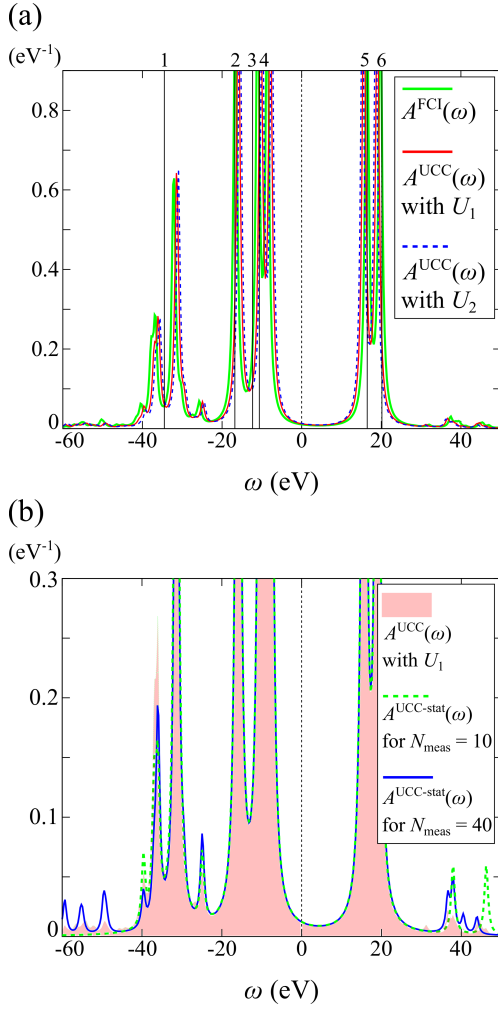 (a)
(eV⁻¹)
1 2 3 4 5 6
0.8
0.6
0.4
0.2
0
A^FCI(ω)
A^UCC(ω)
with U₁
A^UCC(ω)
with U₂
-60 -40 -20 0 20 40
ω (eV)
(b)
(eV⁻¹)
0.3
0.2
0.1
0
A^UCC(ω)
with U₁
A^UCC-stat(ω)
for N_meas = 10
A^UCC-stat(ω)
for N_meas = 40
-60 -40 -20 0 20 40
ω (eV)